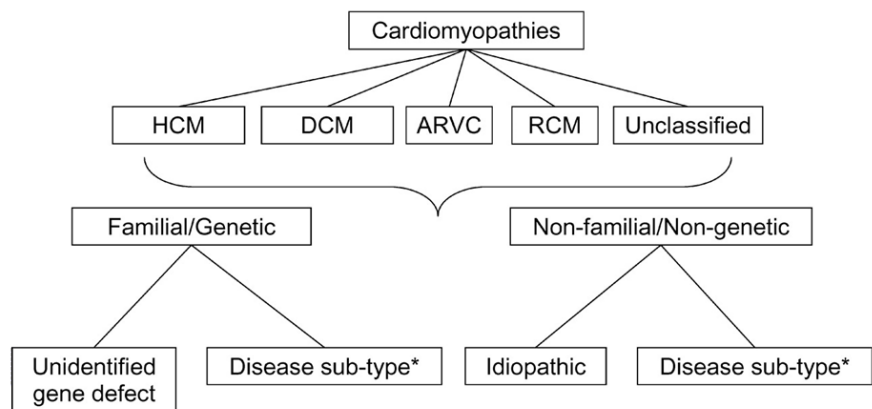 Cardiomyopathies
HCM
DCM
ARVC
RCM
Unclassified
Familial/Genetic
Non-familial/Non-genetic
Unidentified
gene defect
Disease sub-type*
Idiopathic
Disease sub-type*